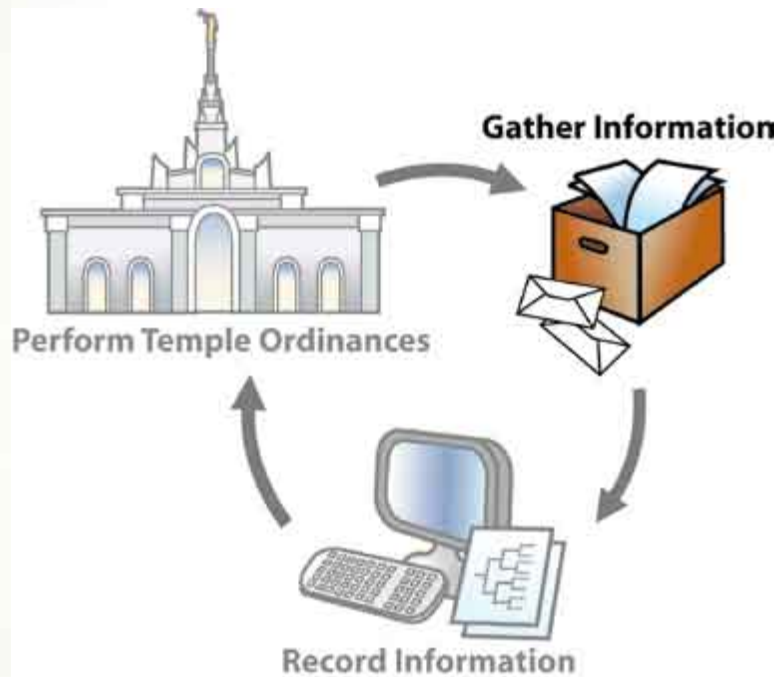 Gather Information
Perform Temple Ordinances
Record Information